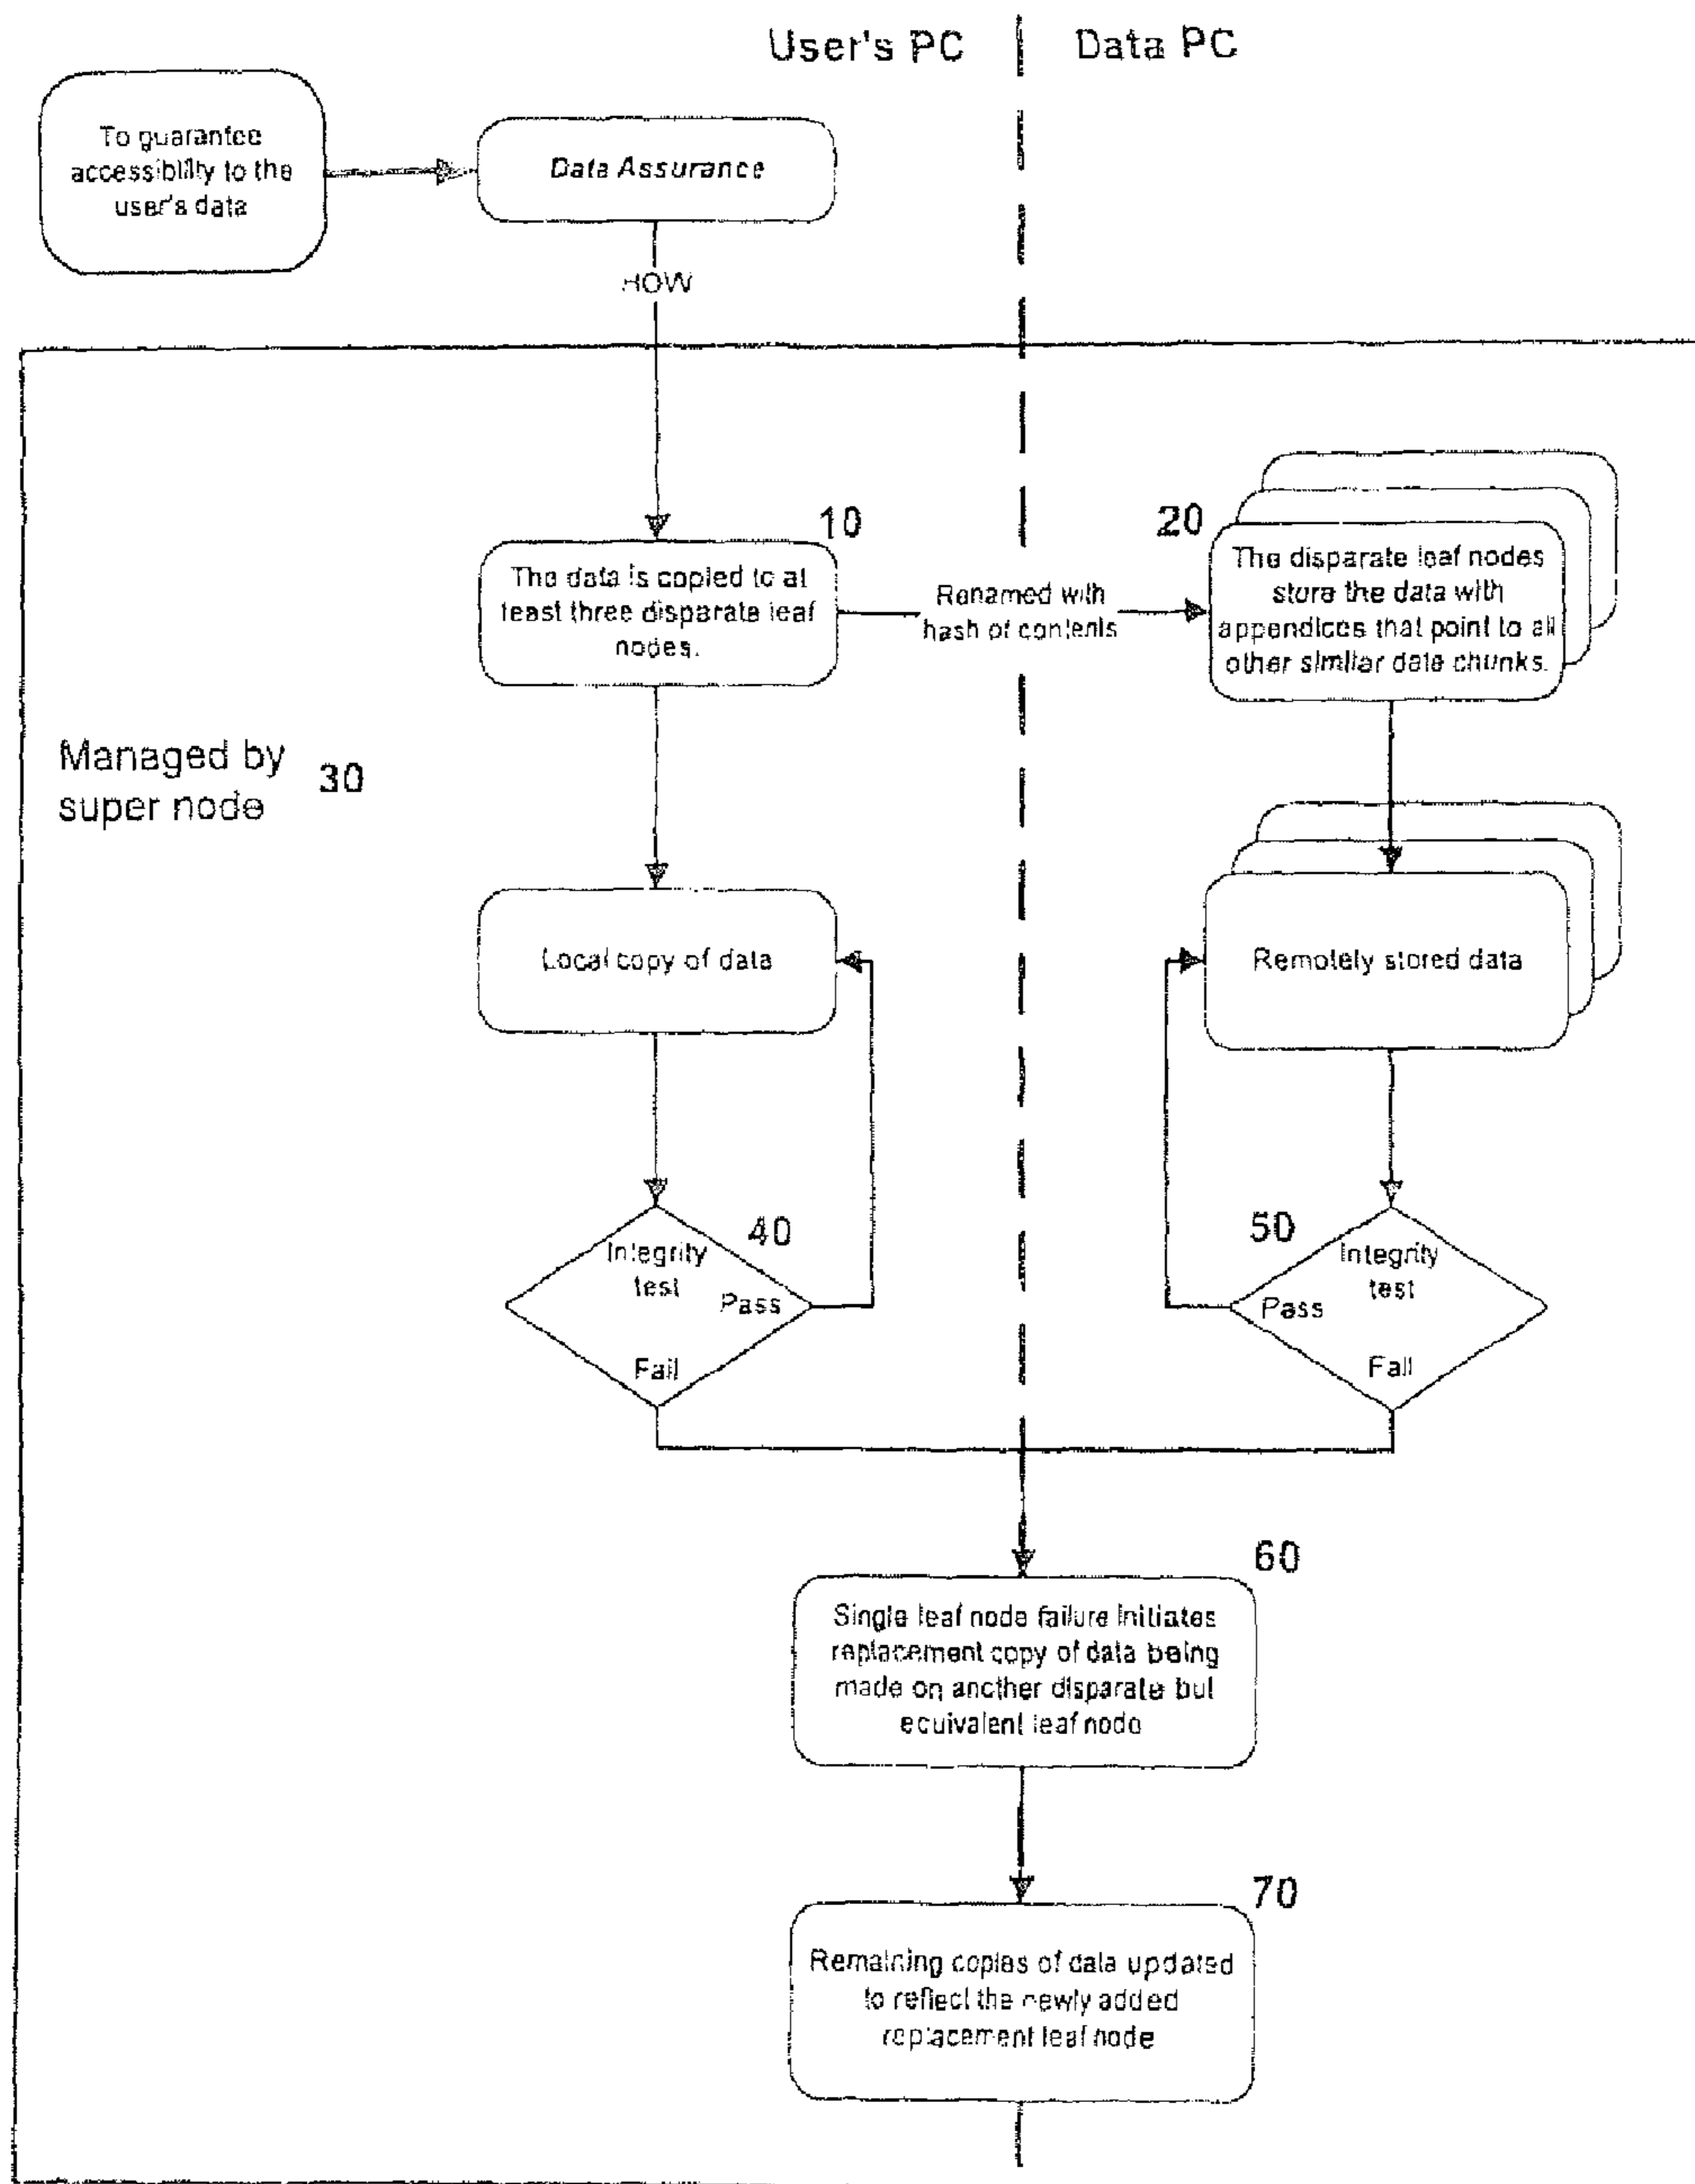 User's PC
Data PC
To guarantee
accessibility to the
user's data
Data Assurance
HOW
10
20
The data is copied to at
least three disparate leaf
nodes.
Renamed with
hash of contents
The disparate leaf nodes
store the data with
appendices that point to all
other similar data chunks.
Managed by
super node
30
Local copy of data
Remotely stored data
40
Integrity
test
Pass
Fail
50
Integrity
test
Pass
Fail
60
Single leaf node failure initiates
replacement copy of data being
made on another disparate but
equivalent leaf node
70
Remaining copies of data updated
to reflect the newly added
replacement leaf node